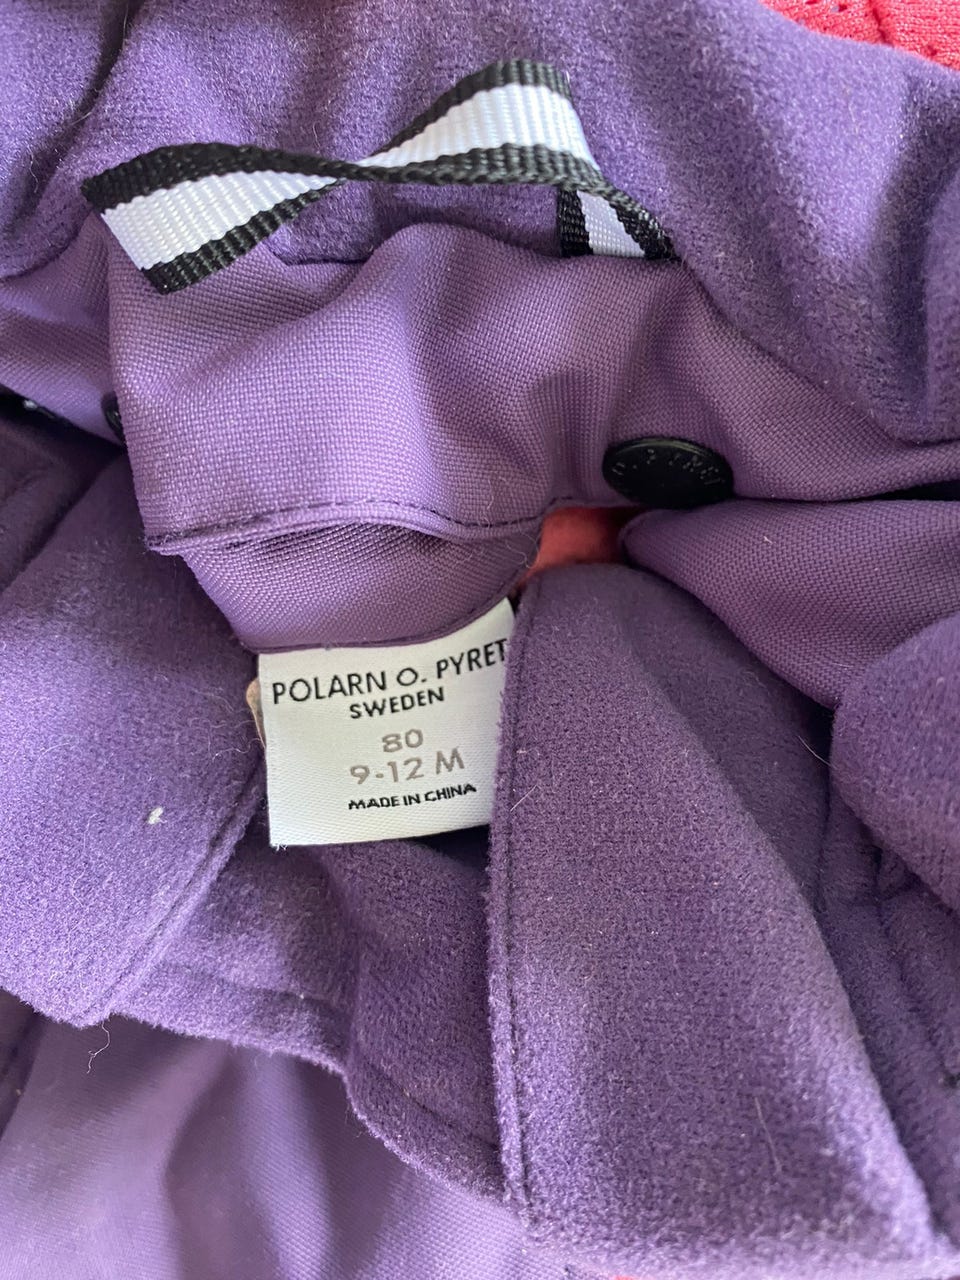 POLARN O. PYRET
SWEDEN
80
9-12 M
MADE IN CHINA